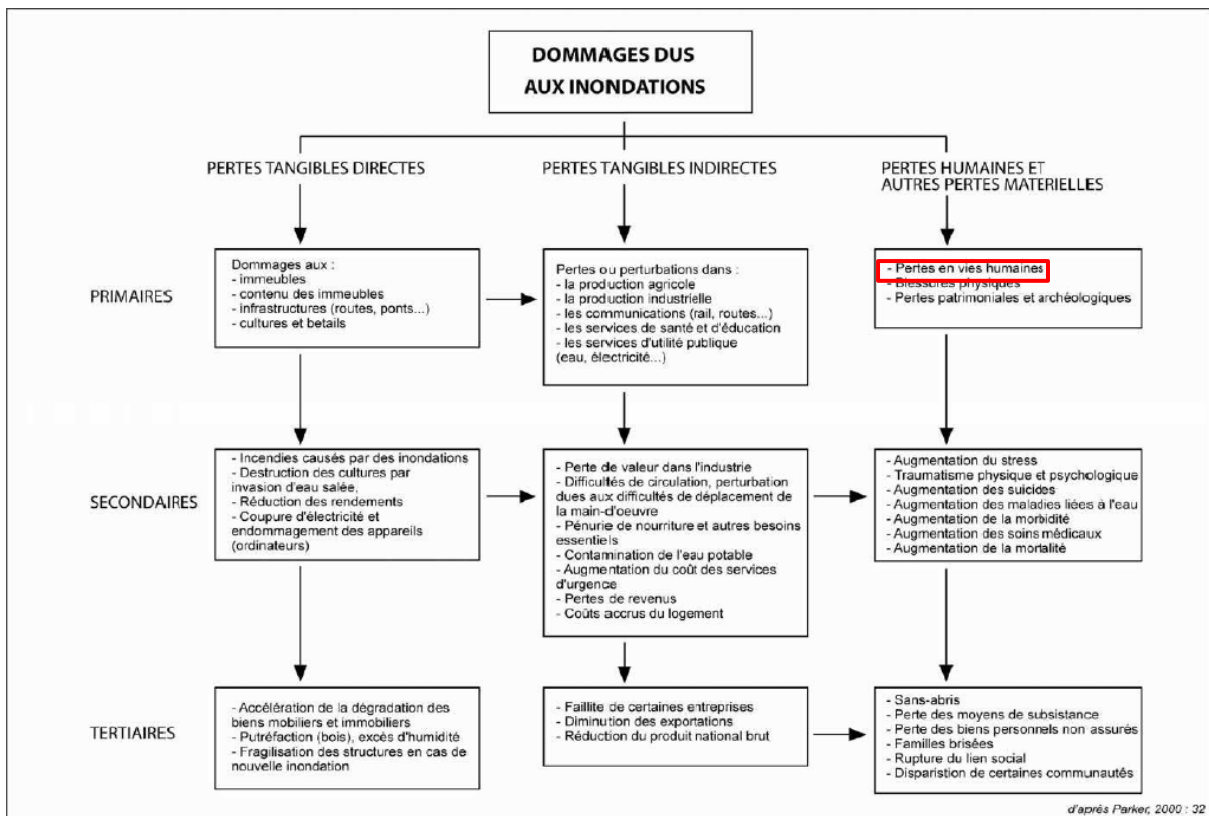 DOMMAGES DUS
AUX INONDATIONS
PERTES TANGIBLES DIRECTES
PERTES TANGIBLES INDIRECTES
PERTES HUMAINES ET
AUTRES PERTES MATERIELLES
PRIMAIRES
Dommages aux :
- immeubles
- contenu des immeubles
- infrastructures (routes, ponts...)
- cultures et betails
Pertes ou perturbations dans :
- la production agricole
- la production industrielle
- les communications (rail, routes...)
- les services de santé et d'éducation
- les services d'utilité publique
(eau, électricité...)
- Pertes en vies humaines
- Blessures physiques
- Pertes patrimoniales et archéologiques
SECONDAIRES
- Incendies causés par des inondations
- Destruction des cultures par
invasion d'eau salée,
- Réduction des rendements
- Coupure d'électricité et
endommagement des appareils
(ordinateurs)
- Perte de valeur dans l'industrie
- Difficultés de circulation, perturbation
dues aux difficultés de déplacement de
la main-d'oeuvre
- Pénurie de nourriture et autres besoins
essentiels
- Contamination de l'eau potable
- Augmentation du coût des services
d'urgence
- Pertes de revenus
- Coûts accrus du logement
- Augmentation du stress
- Traumatisme physique et psychologique
- Augmentation des suicides
- Augmentation des maladies liées à l'eau
- Augmentation de la morbidité
- Augmentation des soins médicaux
- Augmentation de la mortalité
TERTIAIRES
- Accélération de la dégradation des
biens mobiliers et immobiliers
- Putréfaction (bois), excès d'humidité
- Fragilisation des structures en cas de
nouvelle inondation
- Faillite de certaines entreprises
- Diminution des exportations
- Réduction du produit national brut
- Sans-abris
- Perte des moyens de subsistance
- Perte des biens personnels non assurés
- Familles brisées
- Rupture du lien social
- Disparistion de certaines communautés
d'après Parker, 2000 : 32